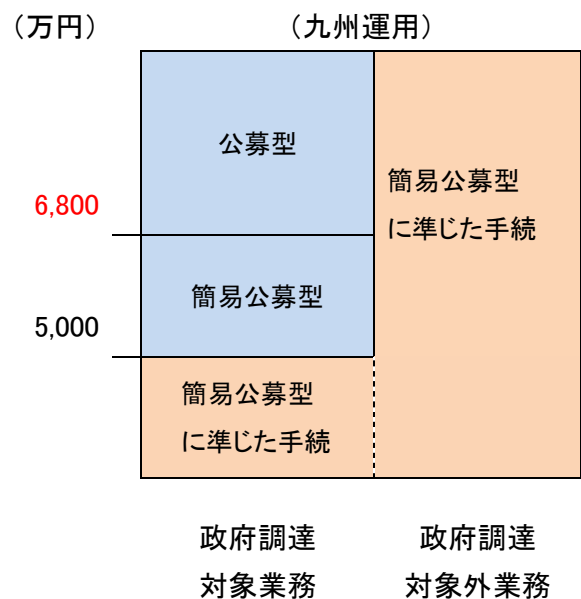 （万円）
（九州運用）
公募型
簡易公募型
に準じた手続
6,800
簡易公募型
5,000
簡易公募型
に準じた手続
政府調達
対象業務
政府調達
対象外業務